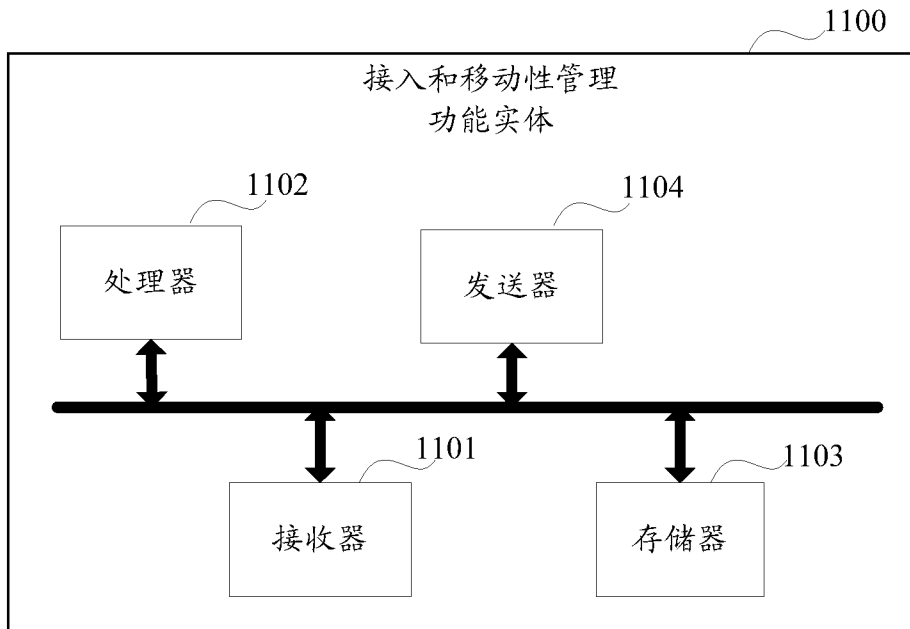 1100
接入和移动性管理
功能实体
1102
1104
处理器
发送器
1101
1103
接收器
存储器